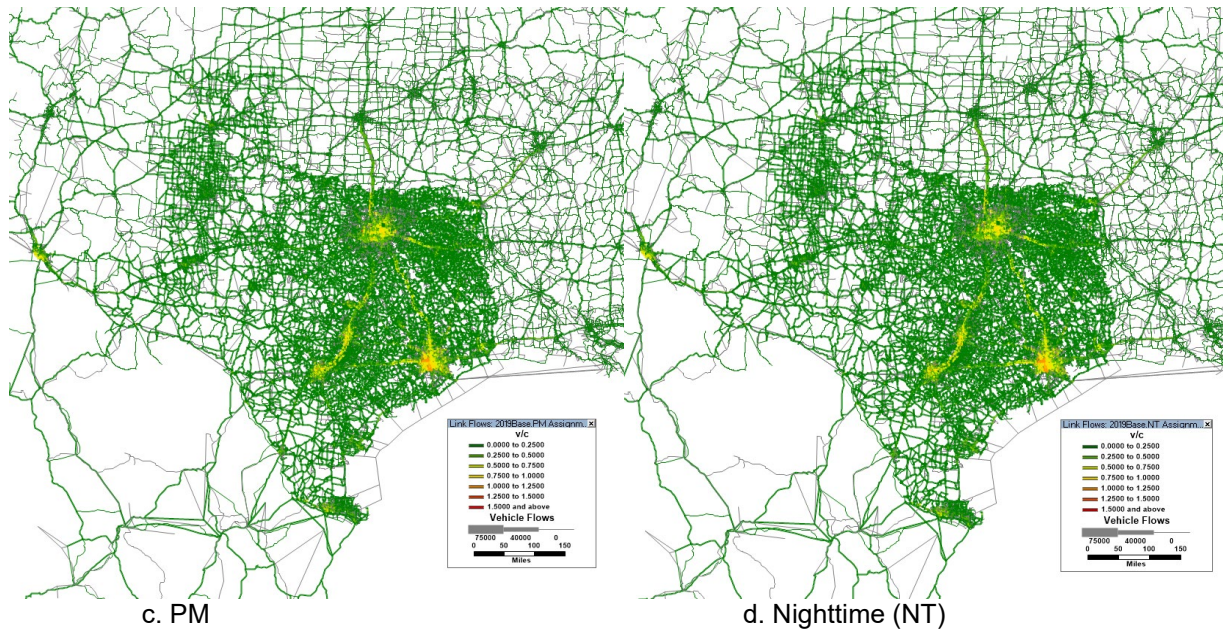 Link Flows: 2019Base.PM Assignm..
v/c
0.0000 to 0.2500
0.2500 to 0.5000
0.5000 to 0.7500
0.7500 to 1.0000
1.0000 to 1.2500
1.2500 to 1.5000
1.5000 and above
Vehicle Flows
75000 40000 0
0 50 100 150
Miles
c. PM
Link Flows: 2019Base.NT Assignm..
v/c
0.0000 to 0.2500
0.2500 to 0.5000
0.5000 to 0.7500
0.7500 to 1.0000
1.0000 to 1.2500
1.2500 to 1.5000
1.5000 and above
Vehicle Flows
75000 40000 0
0 50 100 150
Miles
d. Nighttime (NT)